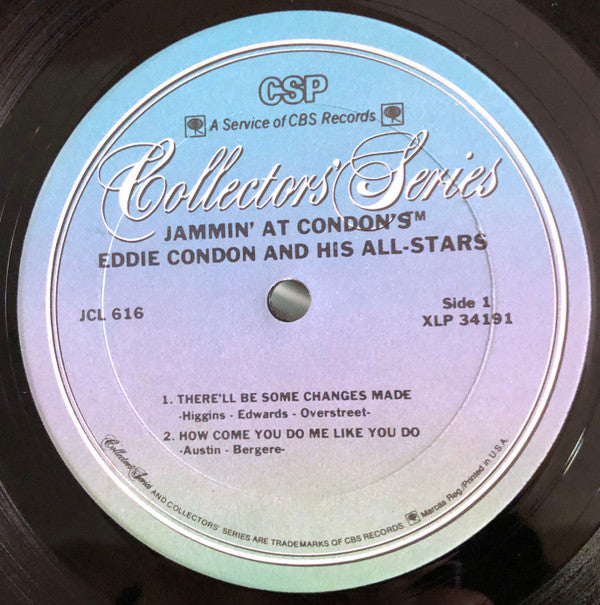 CSP
A Service of CBS Records
Collectors' Series
JAMMIN' AT CONDON'S™
EDDIE CONDON AND HIS ALL-STARS
JCL 616
Side 1
XLP 34191
1. THERE'LL BE SOME CHANGES MADE
-Higgins - Edwards - Overstreet-
2. HOW COME YOU DO ME LIKE YOU DO
-Austin - Bergere-
Collectors' Series AND COLLECTORS' SERIES ARE TRADEMARKS OF CBS RECORDS. Marcas Reg./Printed in U.S.A.